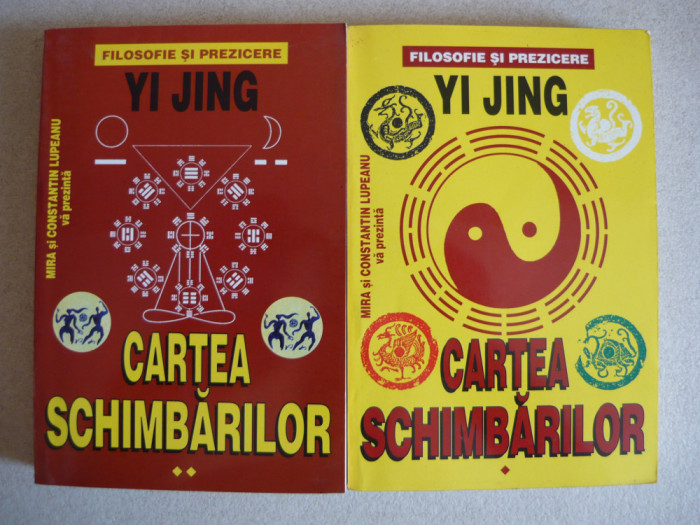 FILOSOFIE ȘI PREZICERE
YI JING
MIRA și CONSTANTIN LUPEANU
vă prezintă
CARTEA
SCHIMBĂRILOR
FILOSOFIE ȘI PREZICERE
YI JING
MIRA și CONSTANTIN LUPEANU
vă prezintă
CARTEA
SCHIMBĂRILOR